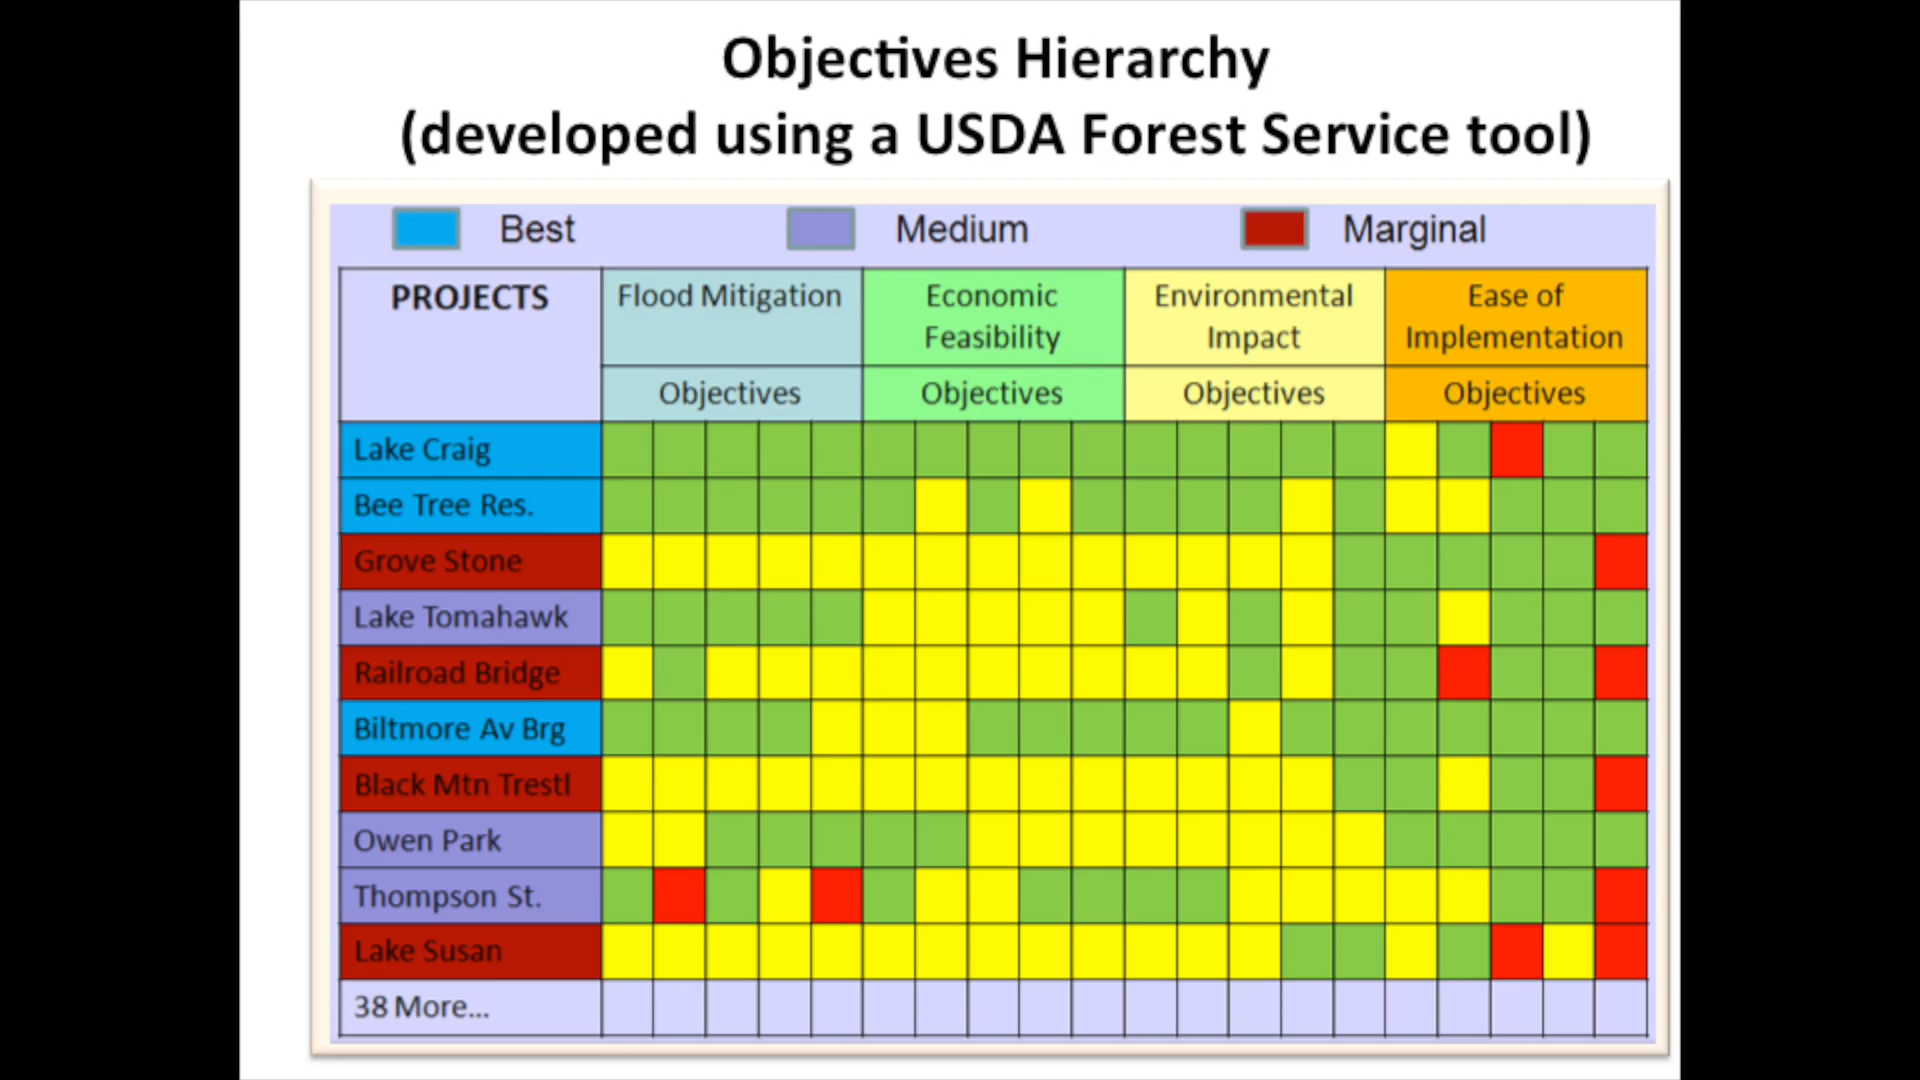 Objectives Hierarchy
(developed using a USDA Forest Service tool)
Best Medium Marginal
PROJECTS
Flood Mitigation
Economic
Feasibility
Environmental
Impact
Ease of
Implementation
Objectives Objectives Objectives Objectives
Lake Craig
Bee Tree Res.
Grove Stone
Lake Tomahawk
Railroad Bridge
Biltmore Av Brg
Black Mtn Trestl
Owen Park
Thompson St.
Lake Susan
38 More...